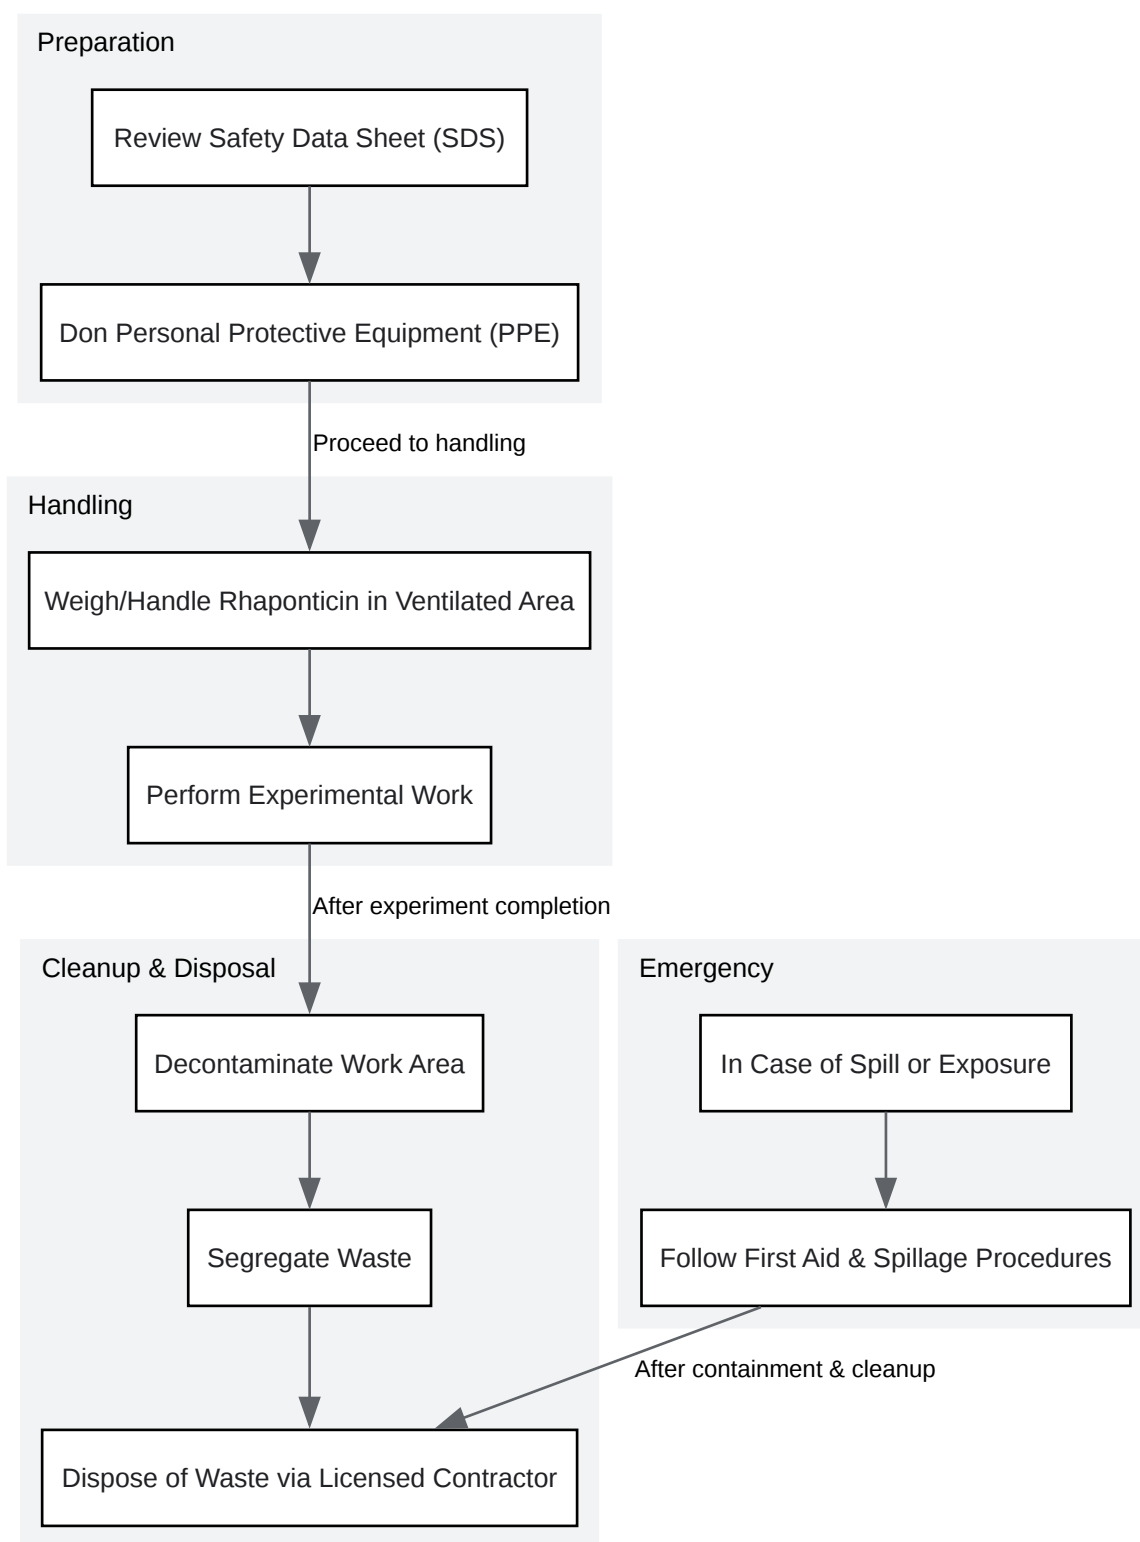 Preparation
Review Safety Data Sheet (SDS)
Don Personal Protective Equipment (PPE)
Proceed to handling
Handling
Weigh/Handle Rhaponticin in Ventilated Area
Perform Experimental Work
After experiment completion
Cleanup & Disposal
Decontaminate Work Area
Segregate Waste
Emergency
In Case of Spill or Exposure
Follow First Aid & Spillage Procedures
After containment & cleanup
Dispose of Waste via Licensed Contractor